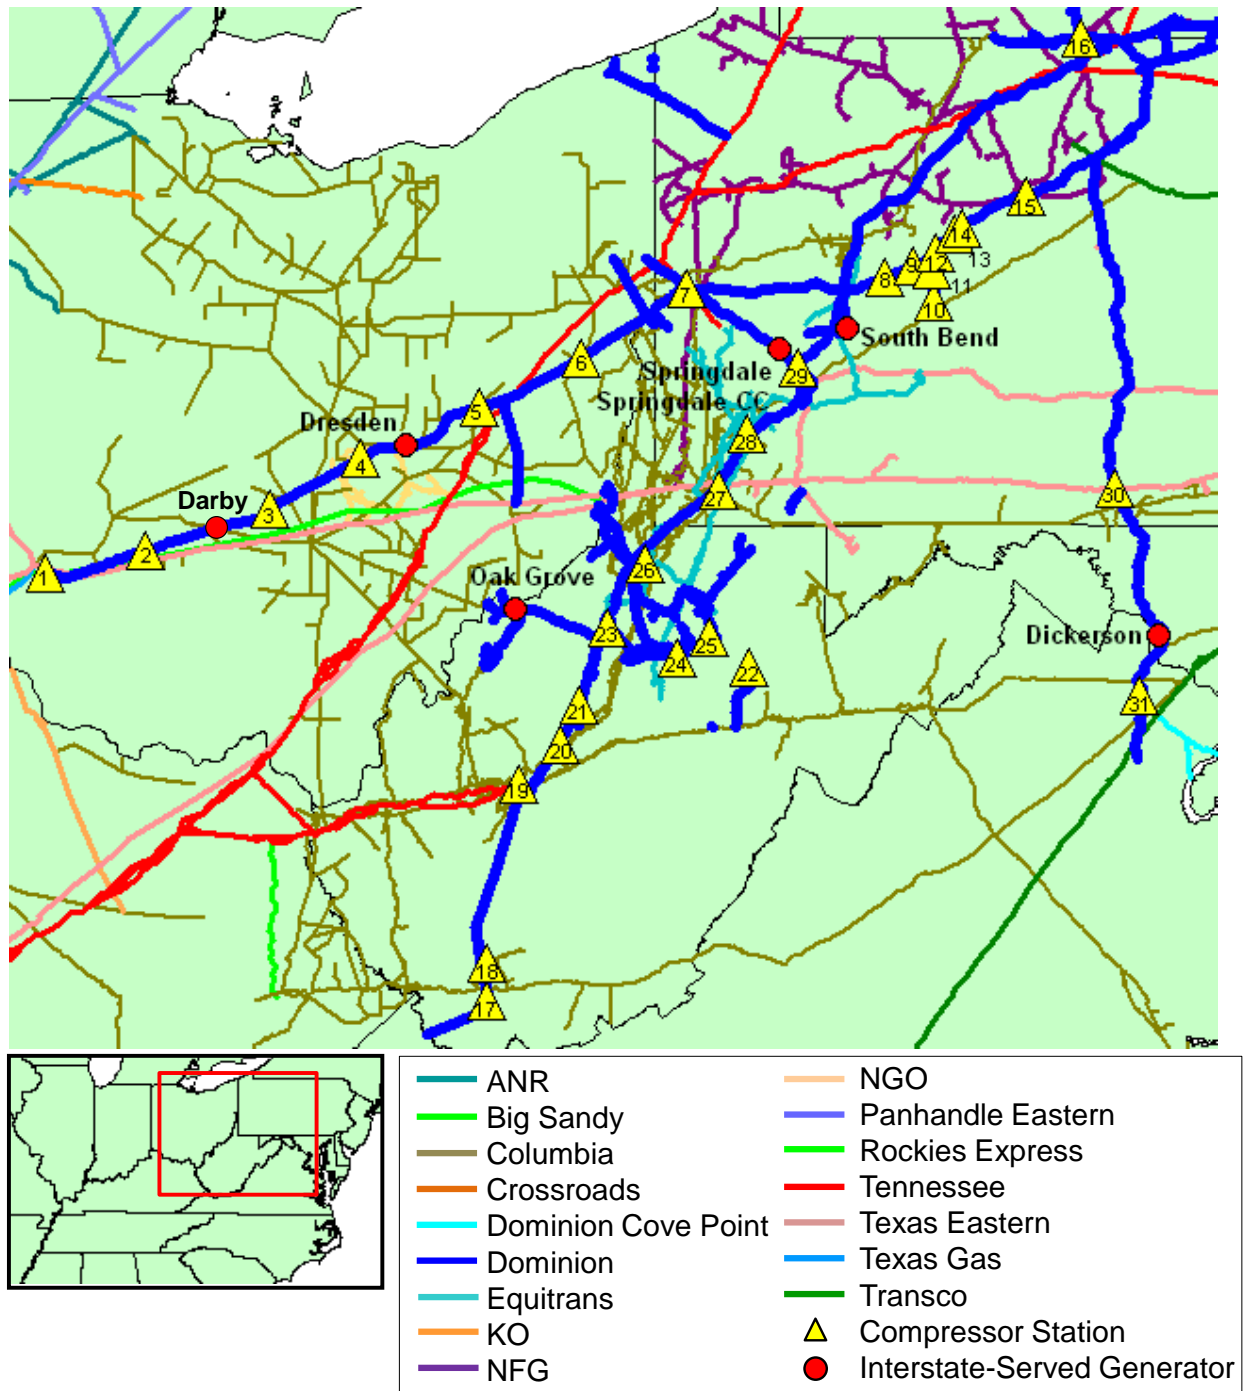 16
15
14
13
12
9
8
11
10
7
South Bend
6
Springdale
29
Springdale CC
5
Dresden
28
4
Darby
27
30
3
2
1
26
Oak Grove
23
Dickerson
25
24
22
31
21
20
19
18
17
ANR
Big Sandy
Columbia
Crossroads
Dominion Cove Point
Dominion
Equitrans
KO
NFG
NGO
Panhandle Eastern
Rockies Express
Tennessee
Texas Eastern
Texas Gas
Transco
Compressor Station
Interstate-Served Generator